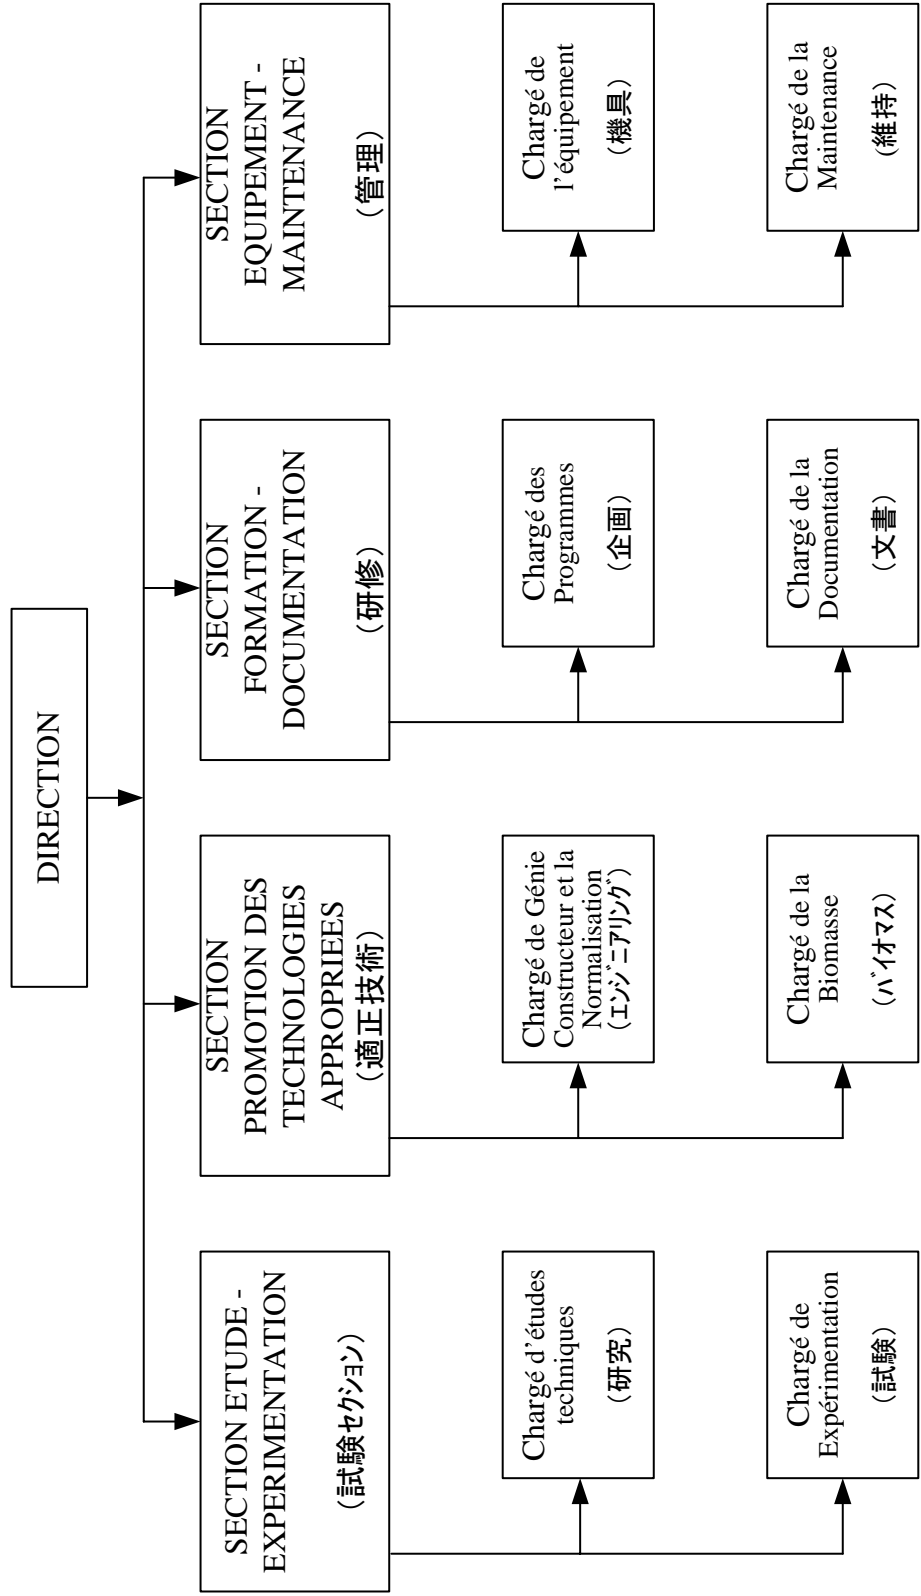 DIRECTION
SECTION ETUDE -
EXPERIMENTATION
(試験セクション)
SECTION
PROMOTION DES
TECHNOLOGIES
APPROPRIEES
(適正技術)
SECTION
FORMATION -
DOCUMENTATION
(研修)
SECTION
EQUIPEMENT -
MAINTENANCE
(管理)
Chargé d'études
techniques
(研究)
Chargé de Génie
Constructeur et la
Normalisation
(ｴﾝｼﾞﾆｱﾘﾝｸﾞ)
Chargé des
Programmes
(企画)
Chargé de
l'équipement
(機具)
Chargé de
Expérimentation
(試験)
Chargé de la
Biomasse
(ﾊﾞｲｵﾏｽ)
Chargé de la
Documentation
(文書)
Chargé de la
Maintenance
(維持)